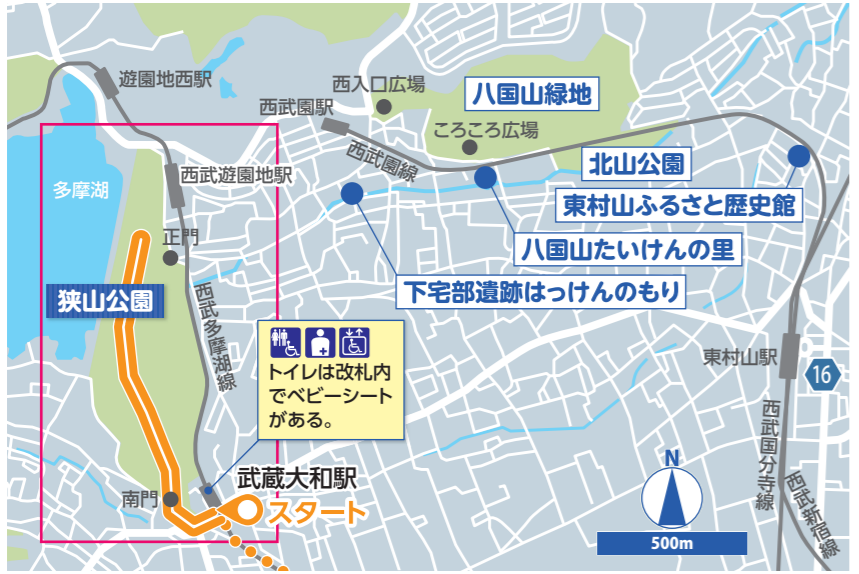 遊園地西駅
西入口広場
八国山緑地
西武園駅
ころころ広場
西武園線
北山公園
西武遊園地駅
多摩湖
東村山ふるさと歴史館
正門
八国山たいけんの里
狭山公園
下宅部遺跡はっけんのもり
西武多摩湖線
トイレは改札内
でベビーシート
がある。
東村山駅
16
西武国分寺線
武蔵大和駅
南門
スタート
N
西武新宿線
500m